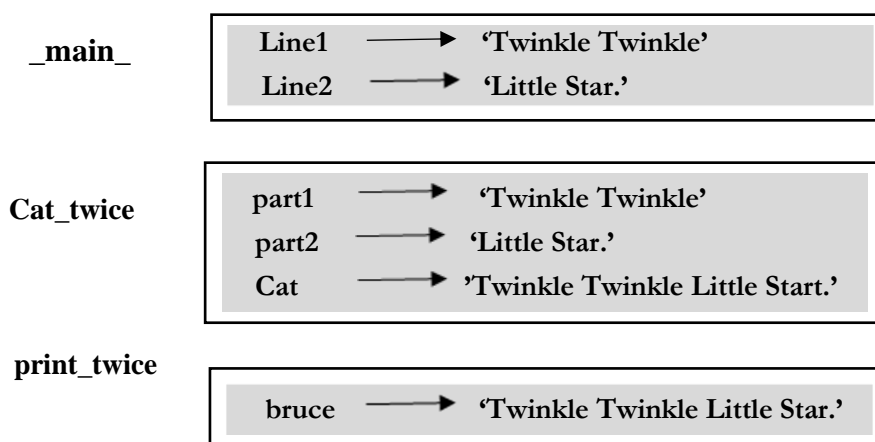 _main_
Line1 ‘Twinkle Twinkle’
Line2 ‘Little Star.’
Cat_twice
part1 ‘Twinkle Twinkle’
part2 ‘Little Star.’
Cat ’Twinkle Twinkle Little Start.’
print_twice
bruce ‘Twinkle Twinkle Little Star.’